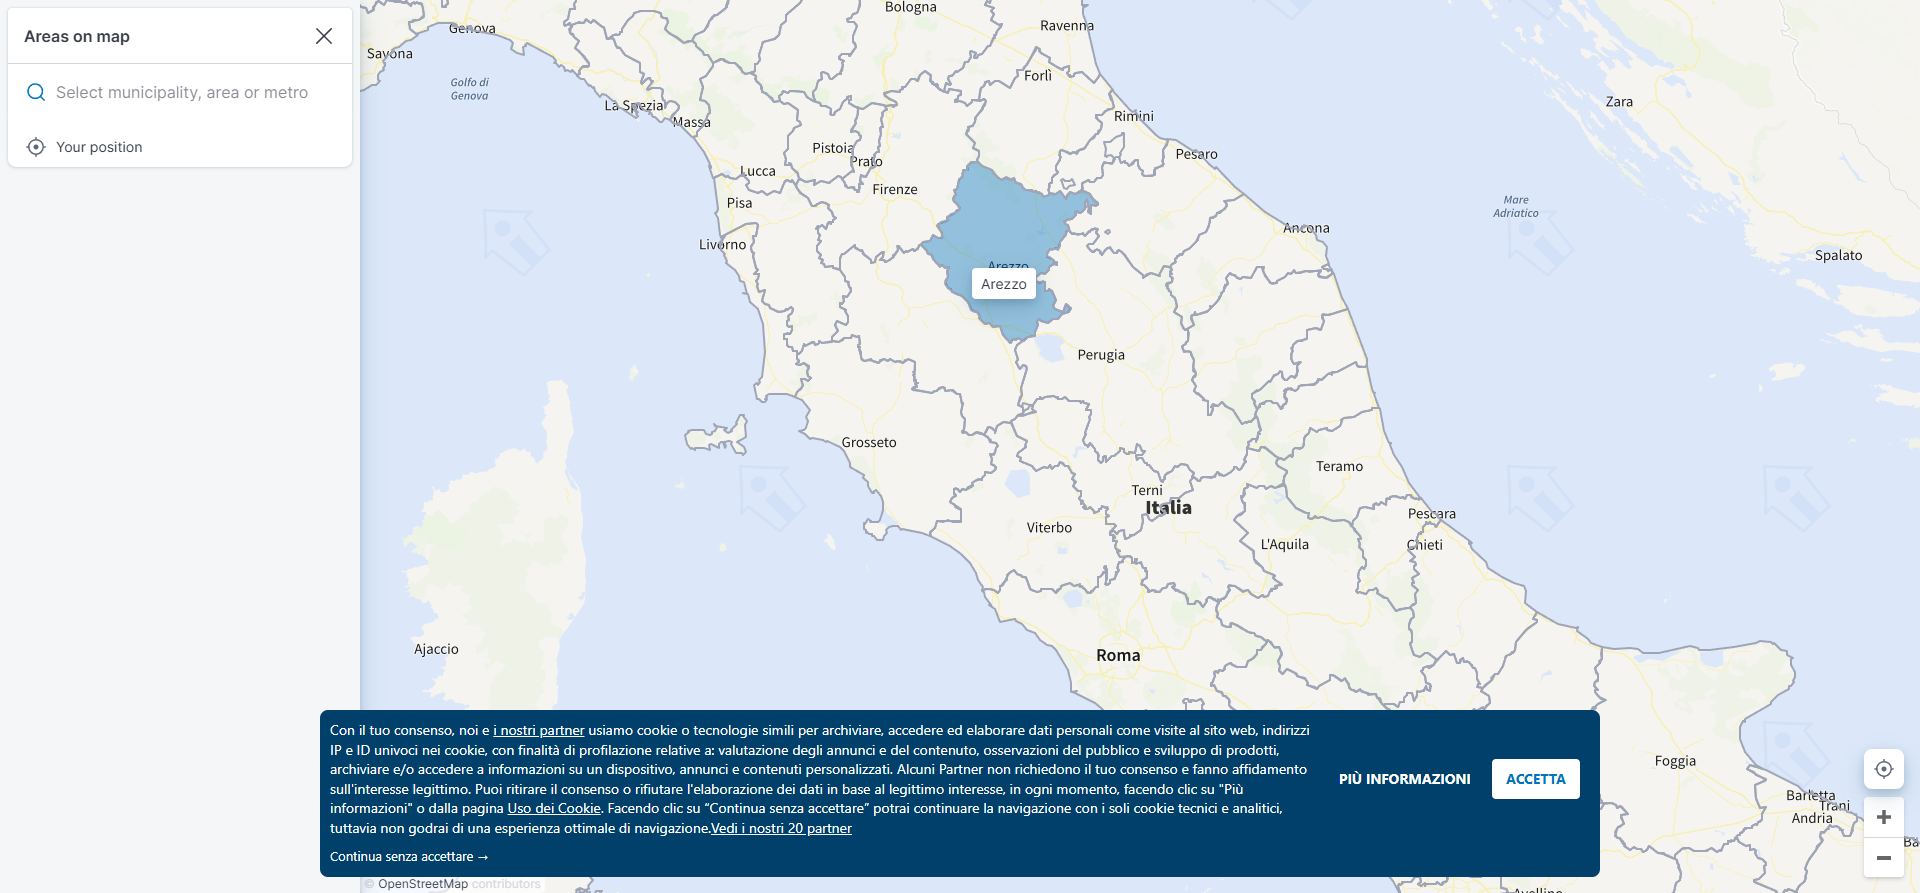 Areas on map
Select municipality, area or metro
Your position
Bologna
Genova
Ravenna
Savona
Golfo di
Genova
Forlì
Zara
La Spezia
Massa
Rimini
Pistoia
Prato
Pesaro
Lucca
Firenze
Pisa
Mare
Adriatico
Ancona
Livorno
Spalato
Arezzo
Arezzo
Perugia
Grosseto
Teramo
Terni
Italia
Viterbo
Pescara
L'Aquila
Chieti
Ajaccio
Roma
Foggia
Barletta
Trani
Andria
Ba
Avellino
Con il tuo consenso, noi e i nostri partner usiamo cookie o tecnologie simili per archiviare, accedere ed elaborare dati personali come visite al sito web, indirizzi
IP e ID univoci nei cookie, con finalità di profilazione relative a: valutazione degli annunci e del contenuto, osservazioni del pubblico e sviluppo di prodotti,
archiviare e/o accedere a informazioni su un dispositivo, annunci e contenuti personalizzati. Alcuni Partner non richiedono il tuo consenso e fanno affidamento
sull'interesse legittimo. Puoi ritirare il consenso o rifiutare l'elaborazione dei dati in base al legittimo interesse, in ogni momento, facendo clic su "Più
informazioni" o dalla pagina Uso dei Cookie. Facendo clic su “Continua senza accettare” potrai continuare la navigazione con i soli cookie tecnici e analitici,
tuttavia non godrai di una esperienza ottimale di navigazione.Vedi i nostri 20 partner
Continua senza accettare →
PIÙ INFORMAZIONI
ACCETTA
© OpenStreetMap contributors